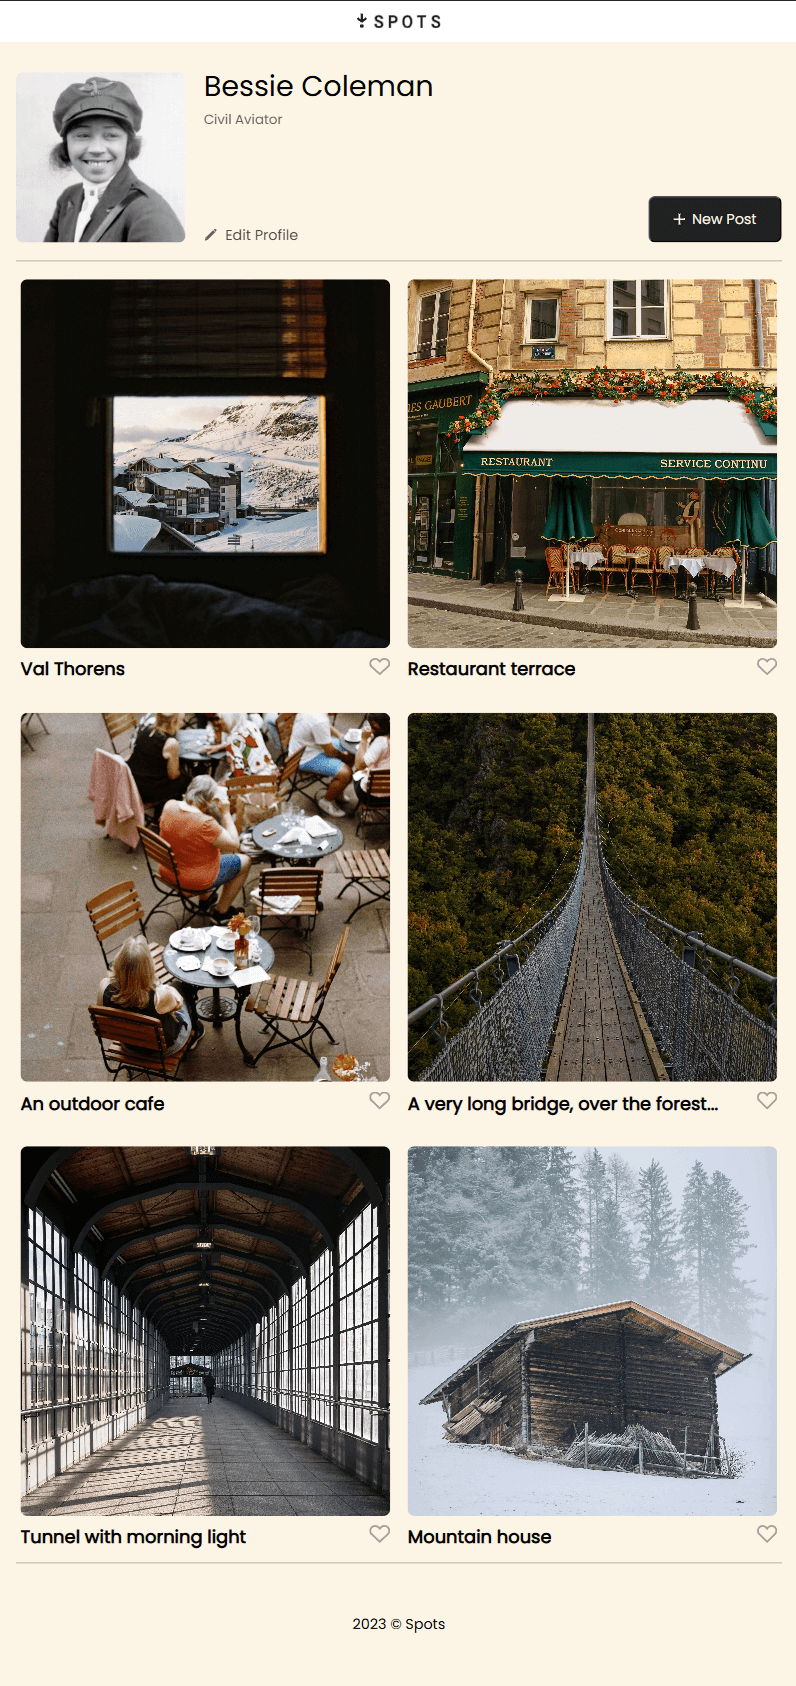 SPOTS
Bessie Coleman
Civil Aviator
Edit Profile
New Post
ES GAUBERT
RESTAURANT
SERVICE CONTINU
Val Thorens
Restaurant terrace
An outdoor cafe
A very long bridge, over the forest...
Tunnel with morning light
Mountain house
2023 © Spots